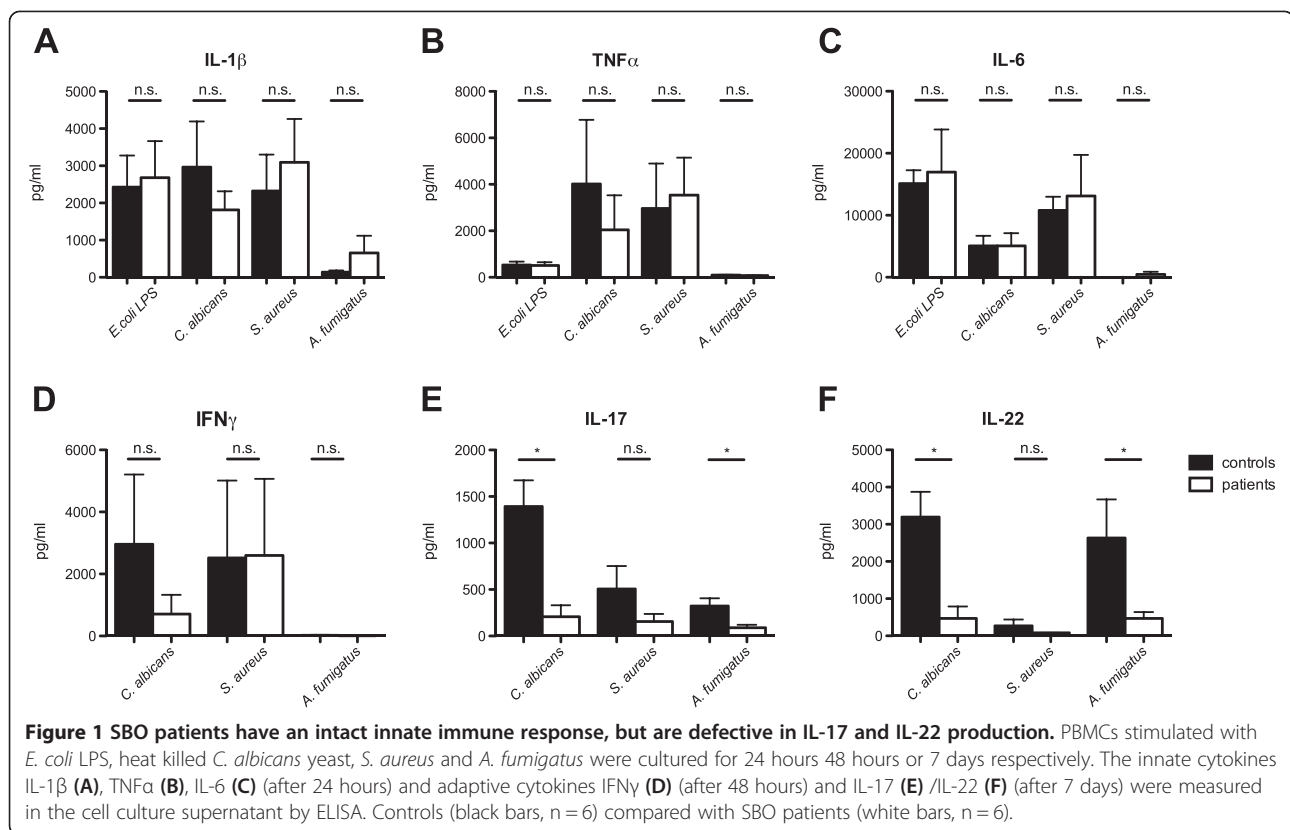 A
IL-1β
n.s. n.s. n.s. n.s.
5000
4000
3000
2000
1000
0
pg/ml
E.coli LPS
C. albicans
S. aureus
A. fumigatus
B
TNFα
n.s. n.s. n.s. n.s.
8000
6000
4000
2000
0
pg/ml
E.coli LPS
C. albicans
S. aureus
A. fumigatus
C
IL-6
n.s. n.s. n.s. n.s.
30000
20000
10000
0
pg/ml
E.coli LPS
C. albicans
S. aureus
A. fumigatus
D
IFNγ
n.s. n.s. n.s.
6000
4000
2000
0
pg/ml
C. albicans
S. aureus
A. fumigatus
E
IL-17
* n.s. *
2000
1500
1000
500
0
pg/ml
C. albicans
S. aureus
A. fumigatus
F
IL-22
* n.s. *
5000
4000
3000
2000
1000
0
pg/ml
C. albicans
S. aureus
A. fumigatus
controls
patients
Figure 1 SBO patients have an intact innate immune response, but are defective in IL-17 and IL-22 production. PBMCs stimulated with
E. coli LPS, heat killed C. albicans yeast, S. aureus and A. fumigatus were cultured for 24 hours 48 hours or 7 days respectively. The innate cytokines
IL-1β (A), TNFα (B), IL-6 (C) (after 24 hours) and adaptive cytokines IFNγ (D) (after 48 hours) and IL-17 (E) /IL-22 (F) (after 7 days) were measured
in the cell culture supernatant by ELISA. Controls (black bars, n = 6) compared with SBO patients (white bars, n = 6).